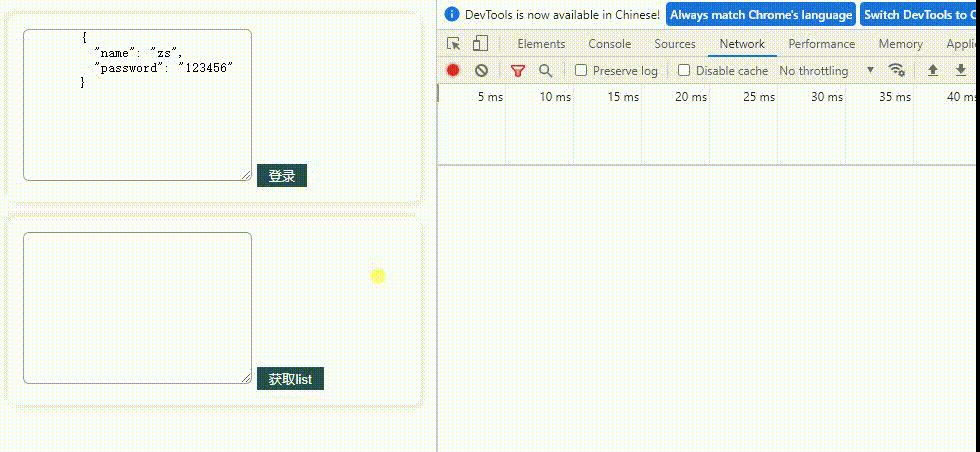 {
"name": "zs",
"password": "123456"
}
登录
获取list
DevTools is now available in Chinese! Always match Chrome's language Switch DevTools to C
Elements Console Sources Network Performance Memory Appli
Preserve log Disable cache No throttling
5 ms 10 ms 15 ms 20 ms 25 ms 30 ms 35 ms 40 ms